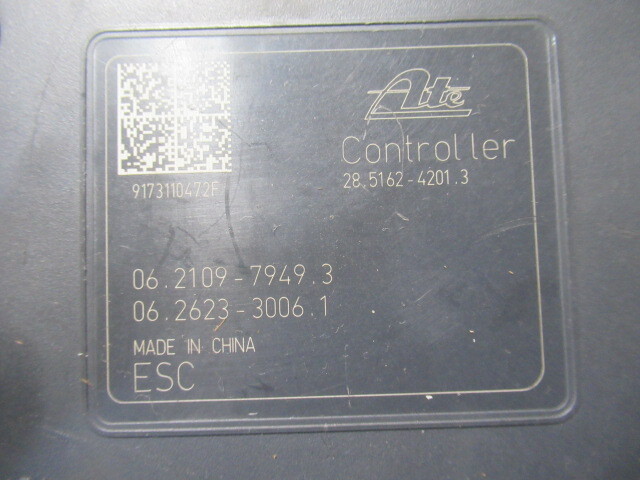 Ate
Controller
28.5162-4201.3
9173110472F
06.2109-7949.3
06.2623-3006.1
MADE IN CHINA
ESC